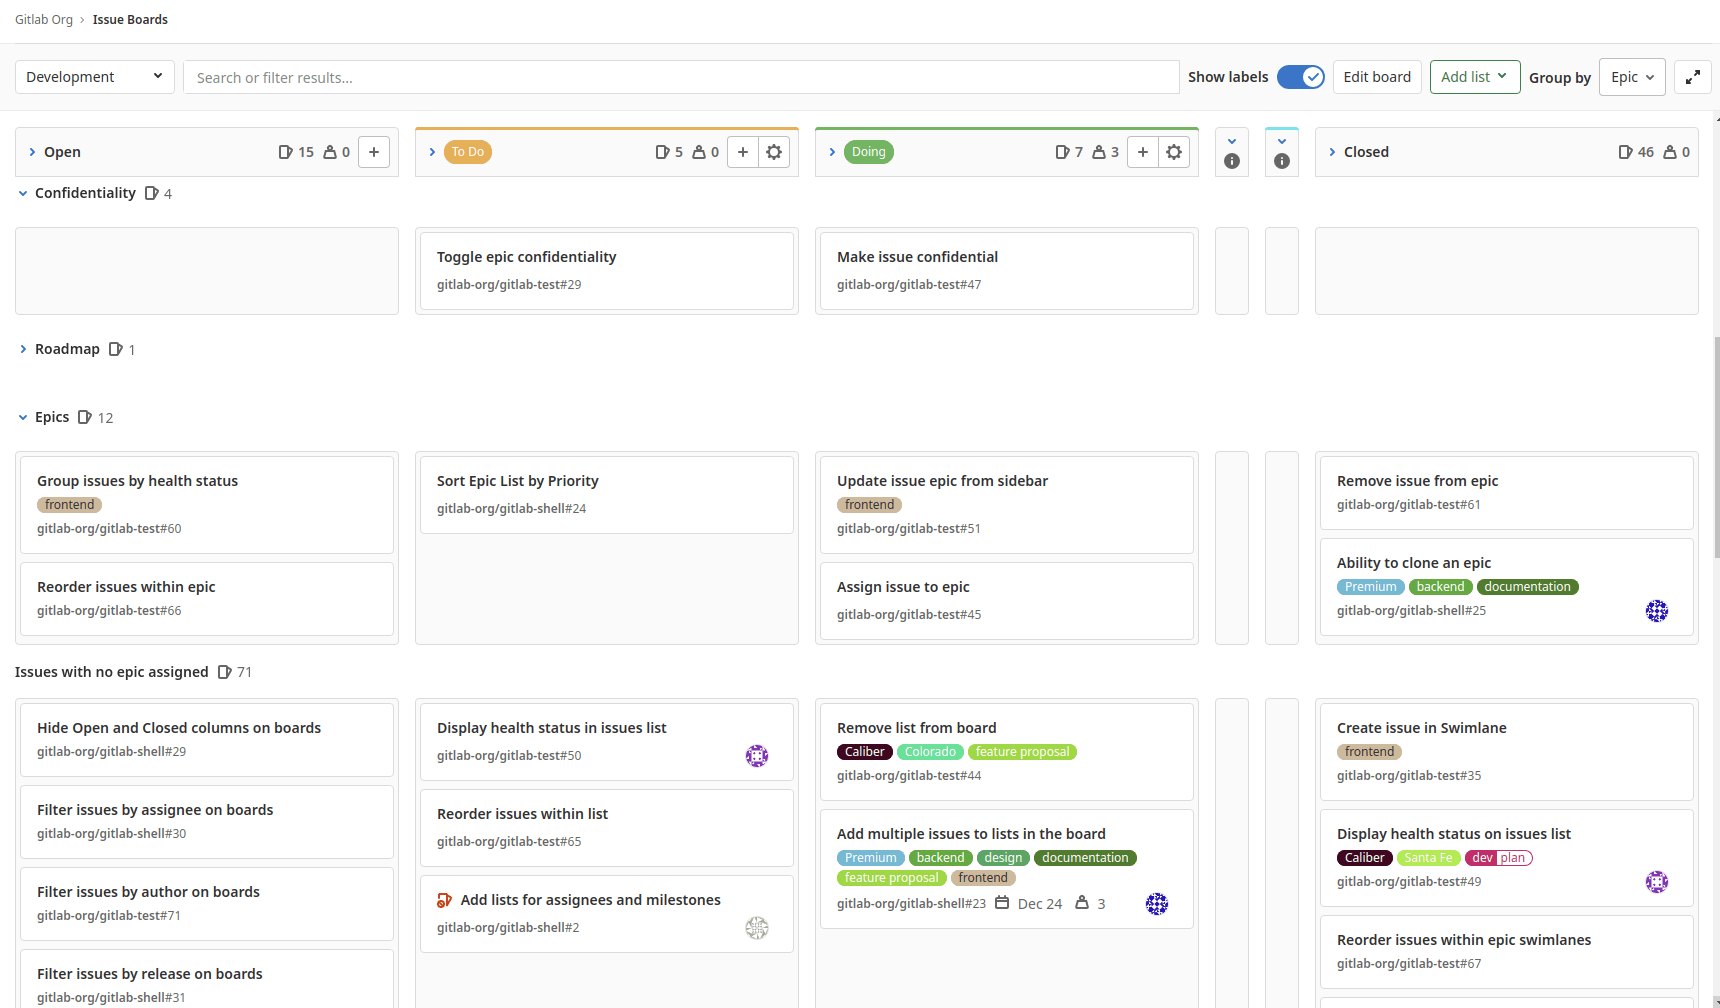 Gitlab Org › Issue Boards
Development
Search or filter results...
Show labels
Edit board
Add list
Group by
Epic
Open 15 0 +
To Do 5 0 +
Doing 7 3 +
Closed 46 0
Confidentiality 4
Toggle epic confidentiality
gitlab-org/gitlab-test#29
Make issue confidential
gitlab-org/gitlab-test#47
Roadmap 1
Epics 12
Group issues by health status
frontend
gitlab-org/gitlab-test#60
Reorder issues within epic
gitlab-org/gitlab-test#66
Sort Epic List by Priority
gitlab-org/gitlab-shell#24
Update issue epic from sidebar
frontend
gitlab-org/gitlab-test#51
Assign issue to epic
gitlab-org/gitlab-test#45
Remove issue from epic
gitlab-org/gitlab-test#61
Ability to clone an epic
Premium backend documentation
gitlab-org/gitlab-shell#25
Issues with no epic assigned 71
Hide Open and Closed columns on boards
gitlab-org/gitlab-shell#29
Filter issues by assignee on boards
gitlab-org/gitlab-shell#30
Filter issues by author on boards
gitlab-org/gitlab-test#71
Filter issues by release on boards
gitlab-org/gitlab-shell#31
Display health status in issues list
gitlab-org/gitlab-test#50
Reorder issues within list
gitlab-org/gitlab-test#65
Add lists for assignees and milestones
gitlab-org/gitlab-shell#2
Remove list from board
Caliber Colorado feature proposal
gitlab-org/gitlab-test#44
Add multiple issues to lists in the board
Premium backend design documentation
feature proposal frontend
gitlab-org/gitlab-shell#23 Dec 24 3
Create issue in Swimlane
frontend
gitlab-org/gitlab-test#35
Display health status on issues list
Caliber Santa Fe dev plan
gitlab-org/gitlab-test#49
Reorder issues within epic swimlanes
gitlab-org/gitlab-test#67